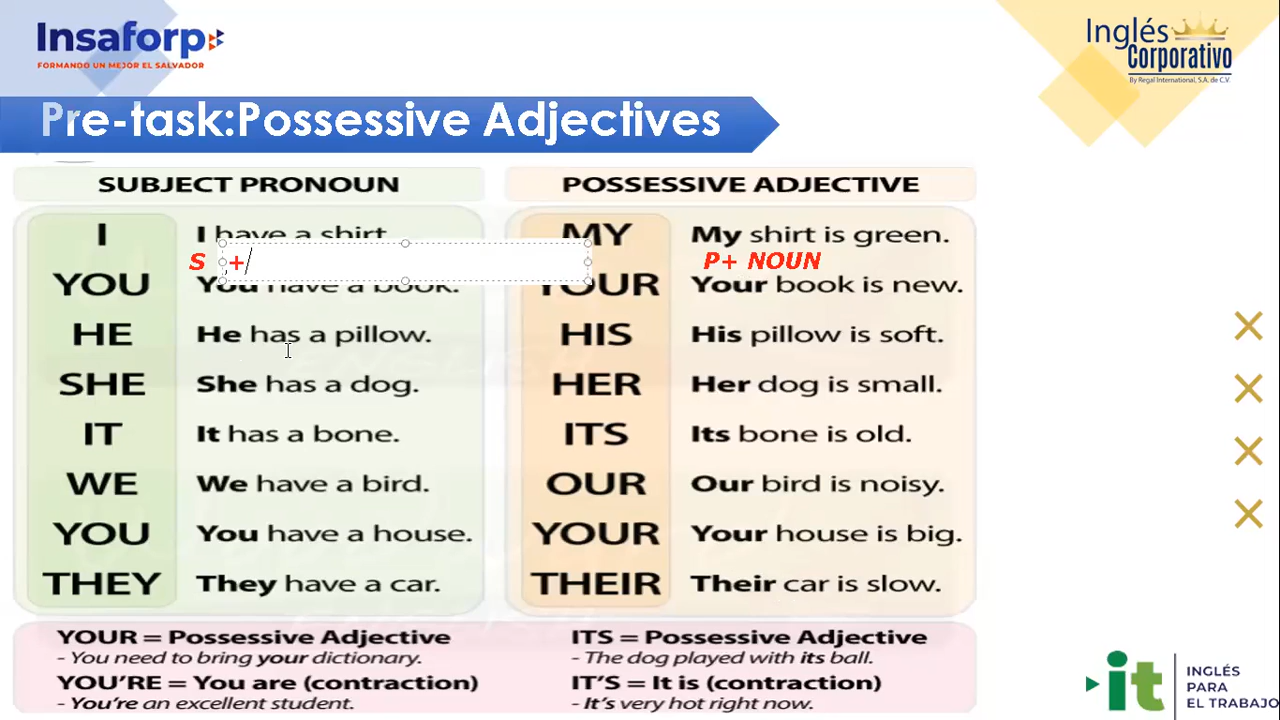 Insaforp
FORMANDO UN MEJOR EL SALVADOR
Inglés
Corporativo
By Regal International, S.A. de C.V.
Pre-task:Possessive Adjectives
SUBJECT PRONOUN
POSSESSIVE ADJECTIVE
I I have a shirt.
MY My shirt is green.
S +
P+ NOUN
YOU You have a book.
YOUR Your book is new.
HE He has a pillow.
HIS His pillow is soft.
SHE She has a dog.
HER Her dog is small.
IT It has a bone.
ITS Its bone is old.
WE We have a bird.
OUR Our bird is noisy.
YOU You have a house.
YOUR Your house is big.
THEY They have a car.
THEIR Their car is slow.
YOUR = Possessive Adjective
- You need to bring your dictionary.
YOU'RE = You are (contraction)
- You're an excellent student.
ITS = Possessive Adjective
- The dog played with its ball.
IT'S = It is (contraction)
- It's very hot right now.
it
INGLÉS
PARA
EL TRABAJO